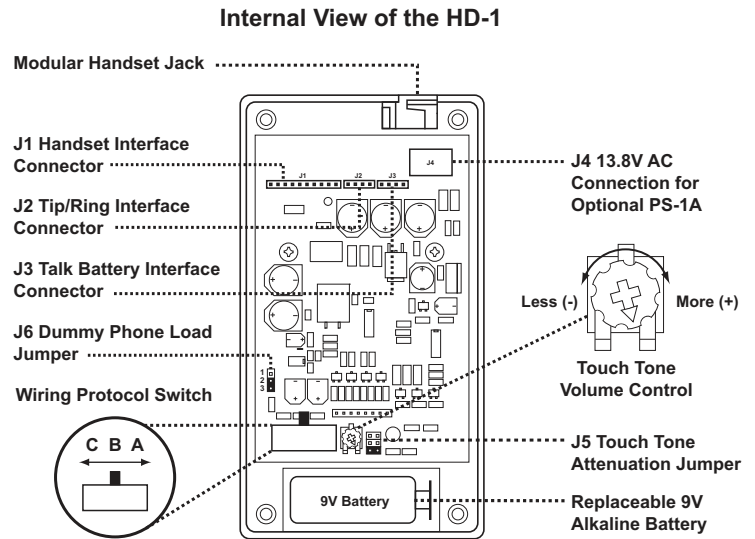 Internal View of the HD-1
Modular Handset Jack
J1 Handset Interface
Connector
J2 Tip/Ring Interface
Connector
J3 Talk Battery Interface
Connector
J6 Dummy Phone Load
Jumper
Wiring Protocol Switch
C B A
J1
J2
J3
J4
1
2
3
9V Battery
J4 13.8V AC
Connection for
Optional PS-1A
Less (-)
More (+)
Touch Tone
Volume Control
J5 Touch Tone
Attenuation Jumper
Replaceable 9V
Alkaline Battery